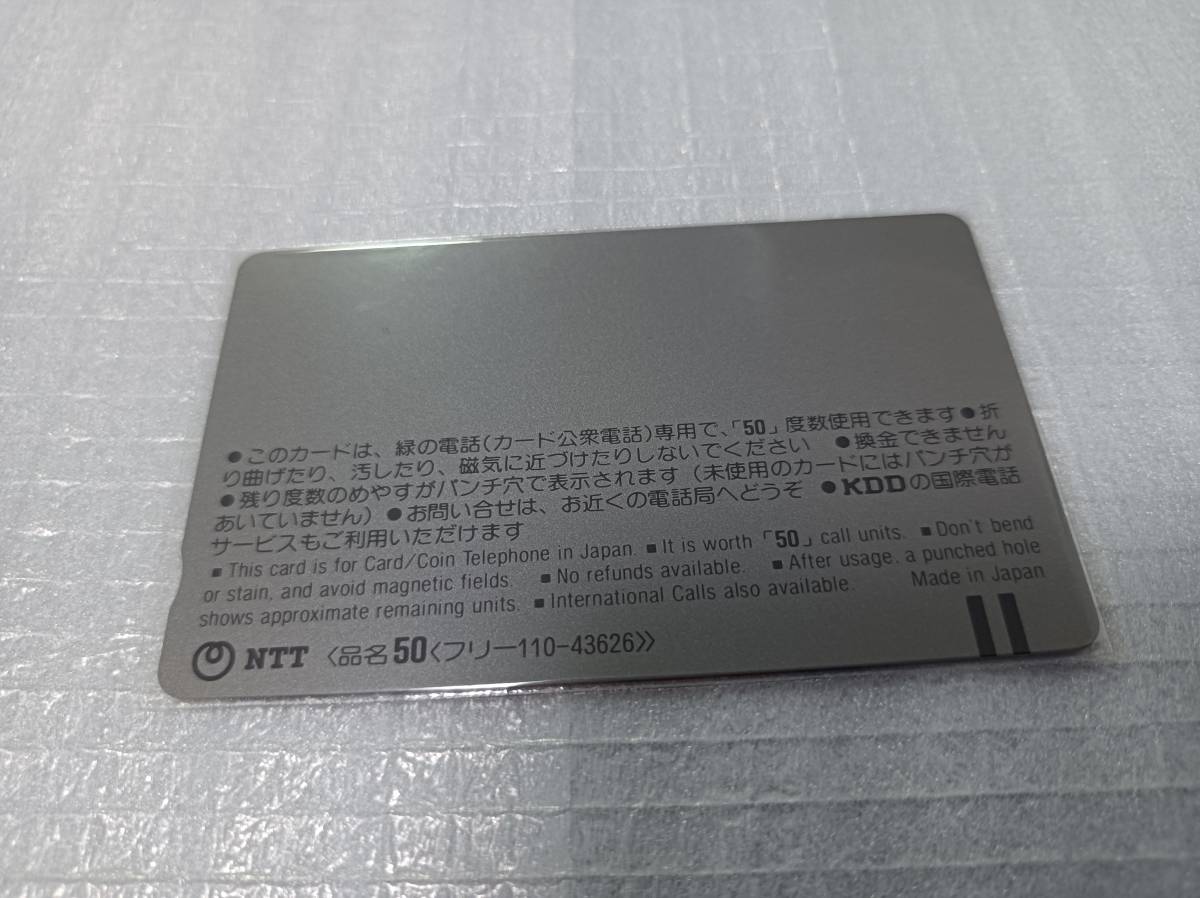 ●このカードは、緑の電話(カード公衆電話)専用で、「50」度数使用できます●折
り曲げたり、汚したり、磁気に近づけたりしないでください ●換金できません
●残り度数のめやすがパンチ穴で表示されます(未使用のカードにはパンチ穴が
あいていません)●お問い合せは、お近くの電話局へどうぞ ●KDDの国際電話
サービスもご利用いただけます
■This card is for Card/Coin Telephone in Japan. ■It is worth「50」call units. ■Don't bend
or stain, and avoid magnetic fields. ■No refunds available. ■After usage, a punched hole
shows approximate remaining units. ■International Calls also available. Made in Japan
NTT 〈品名50〈フリー110-43626〉〉